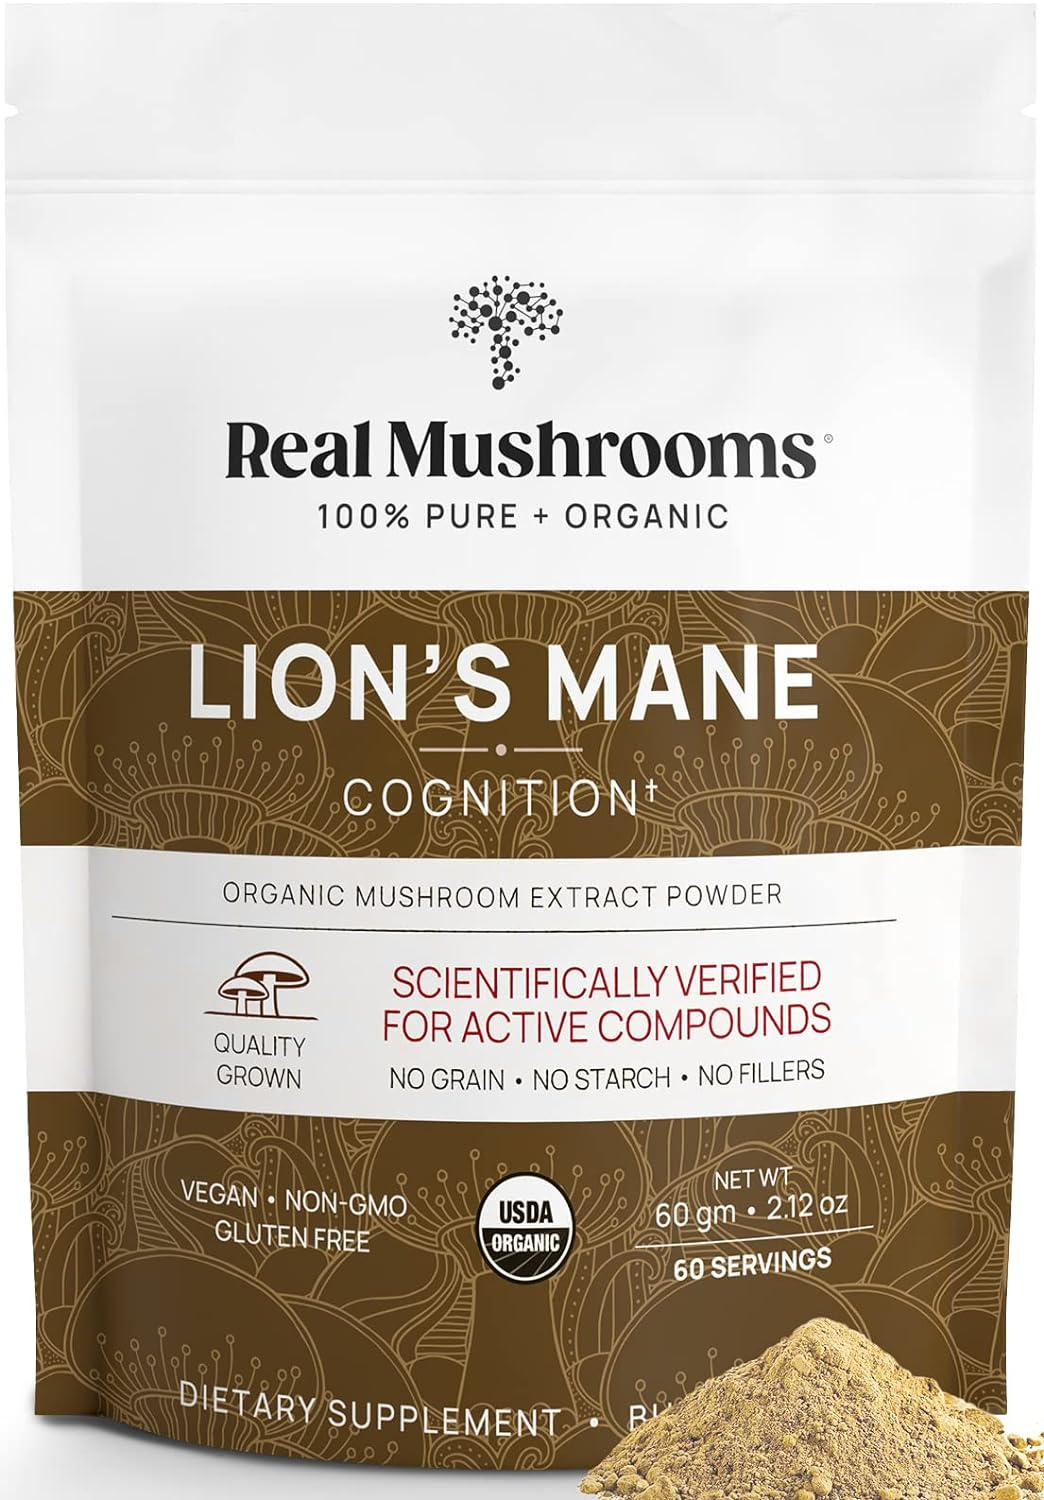 Real Mushrooms®
100% PURE + ORGANIC
LION'S MANE
COGNITION†
ORGANIC MUSHROOM EXTRACT POWDER
QUALITY
GROWN
SCIENTIFICALLY VERIFIED
FOR ACTIVE COMPOUNDS
NO GRAIN • NO STARCH • NO FILLERS
VEGAN • NON-GMO
GLUTEN FREE
USDA
ORGANIC
NET WT
60 gm • 2.12 oz
60 SERVINGS
DIETARY SUPPLEMENT •